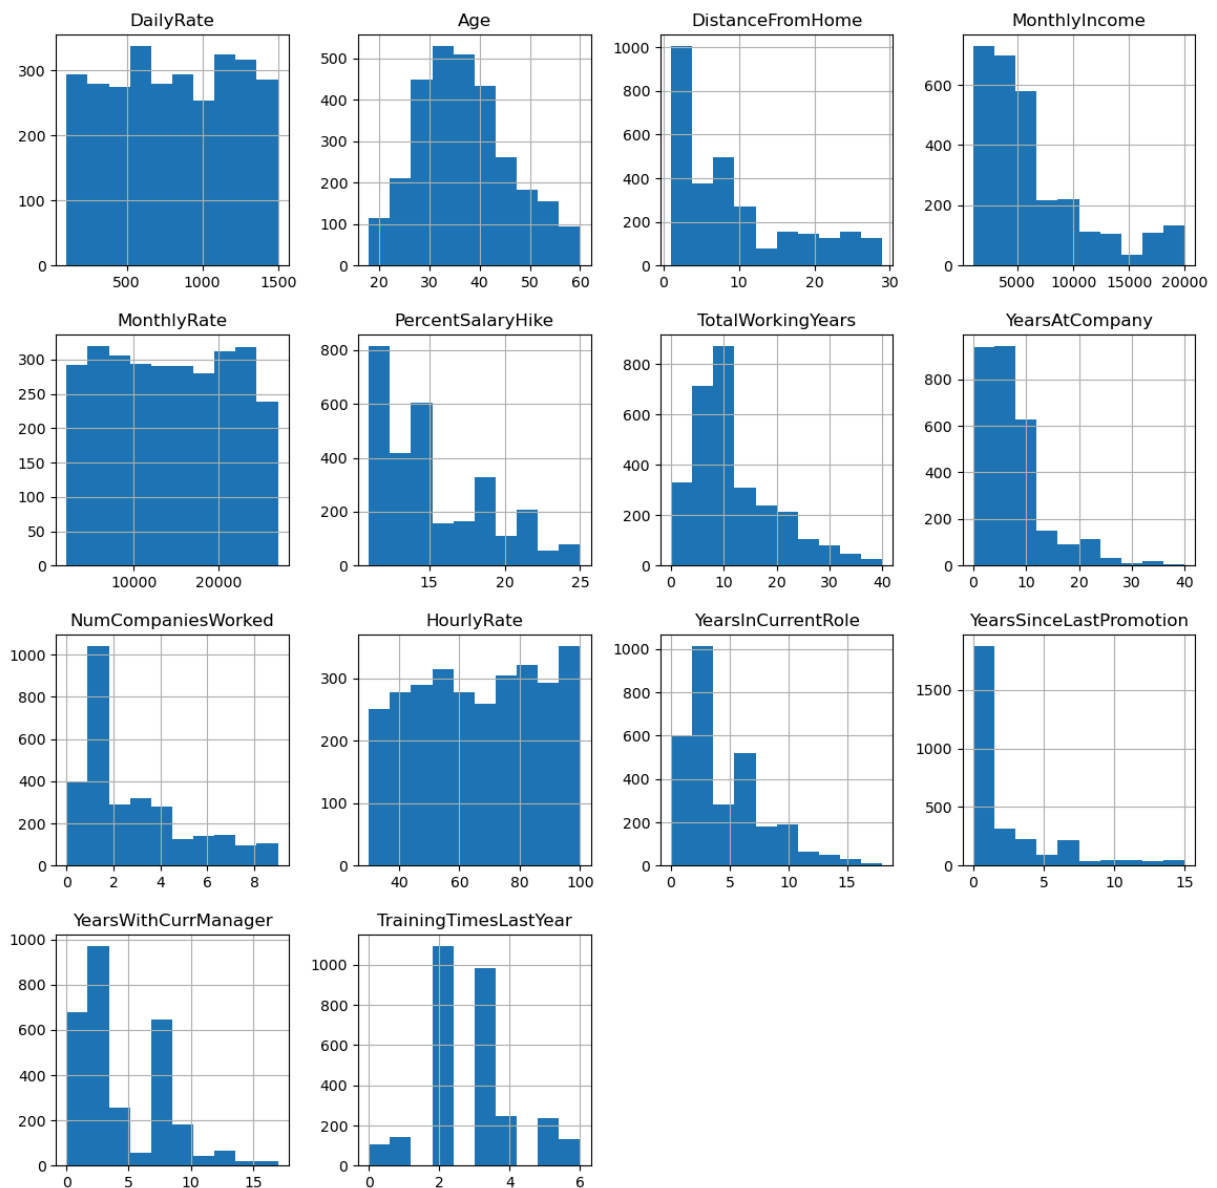 DailyRate
300
200
100
0
500 1000 1500
Age
500
400
300
200
100
0
20 30 40 50 60
DistanceFromHome
1000
800
600
400
200
0
0 10 20 30
MonthlyIncome
600
400
200
0
5000 10000 15000 20000
MonthlyRate
300
250
200
150
100
50
0
10000 20000
PercentSalaryHike
800
600
400
200
0
15 20 25
TotalWorkingYears
800
600
400
200
0
0 10 20 30 40
YearsAtCompany
800
600
400
200
0
0 10 20 30 40
NumCompaniesWorked
1000
800
600
400
200
0
0 2 4 6 8
HourlyRate
300
200
100
0
40 60 80 100
YearsInCurrentRole
1000
800
600
400
200
0
0 5 10 15
YearsSinceLastPromotion
1500
1000
500
0
0 5 10 15
YearsWithCurrManager
1000
800
600
400
200
0
0 5 10 15
TrainingTimesLastYear
1000
800
600
400
200
0
0 2 4 6